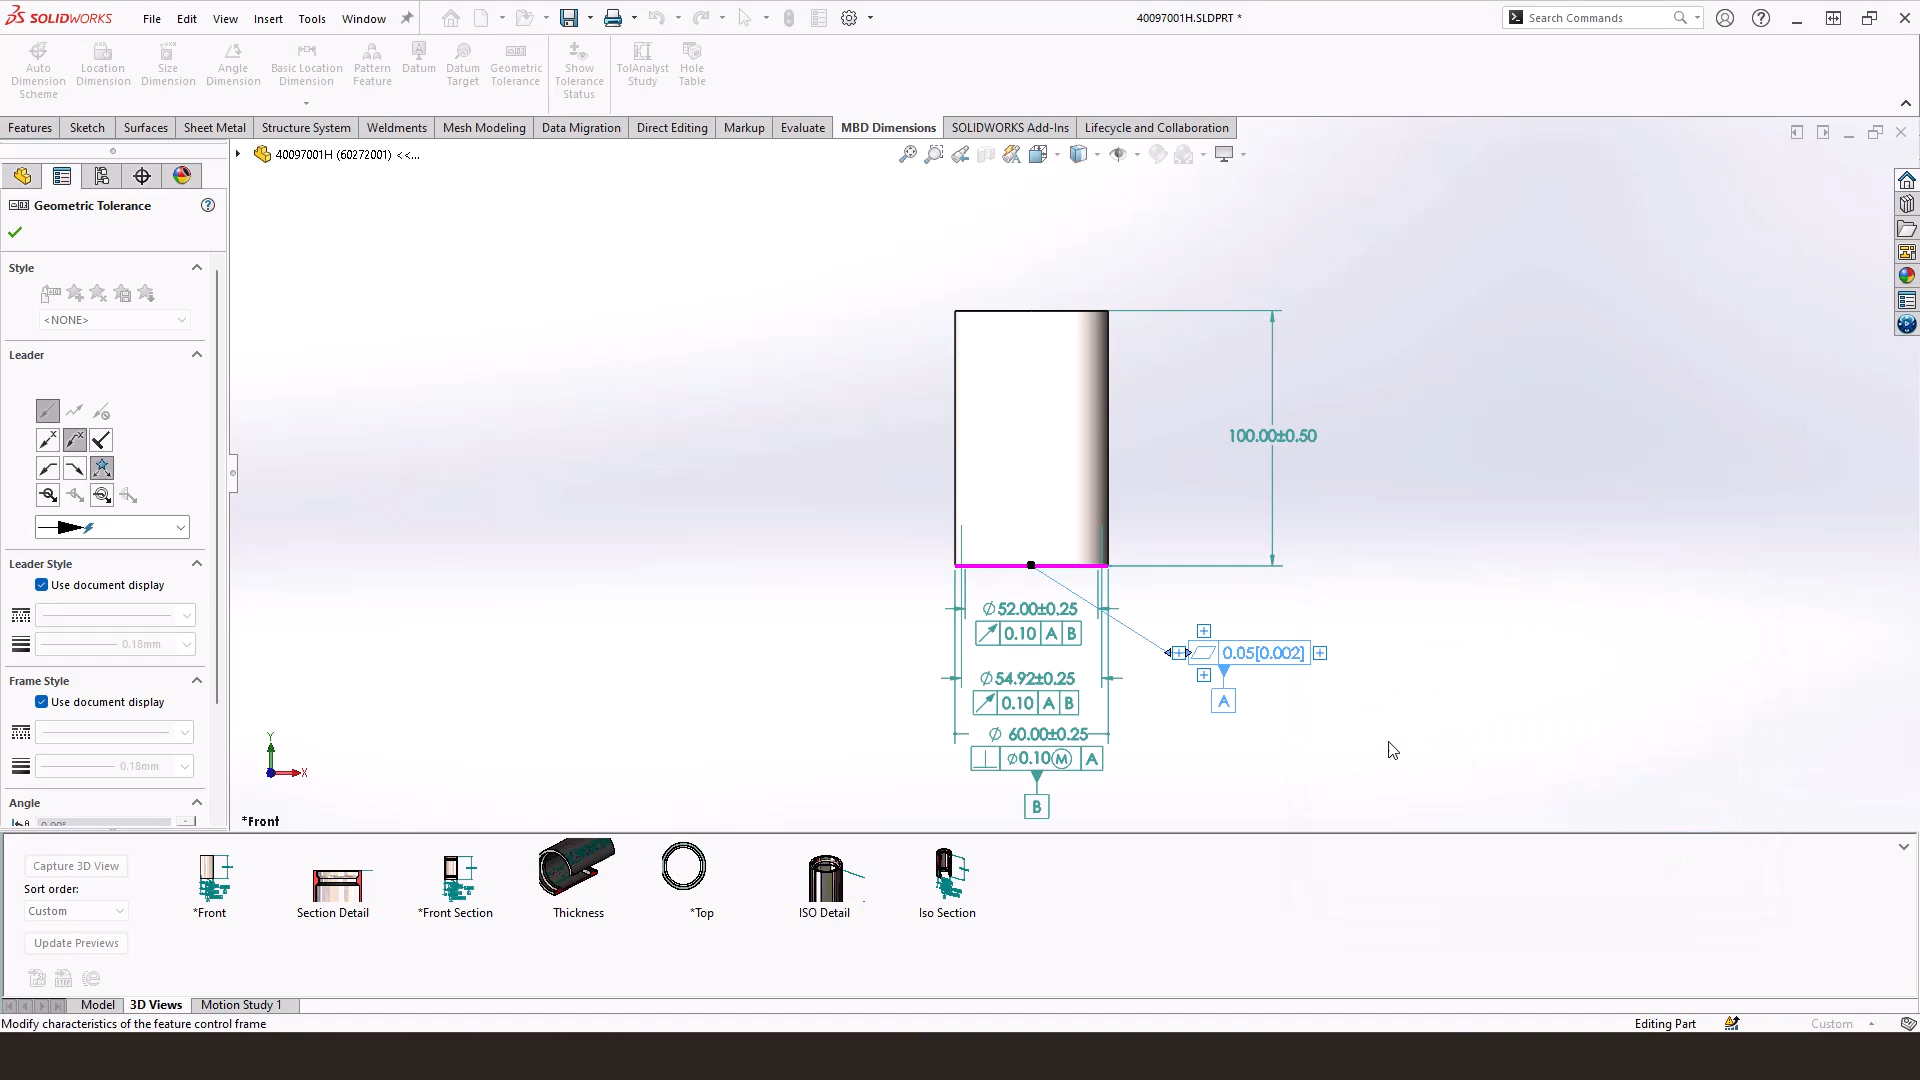 SOLIDWORKS File Edit View Insert Tools Window 40097001H.SLDPRT * Search Commands
Auto Dimension Scheme
Location Dimension
Size Dimension
Angle Dimension
Basic Location Dimension
Pattern Feature
Datum
Datum Target
Geometric Tolerance
Show Tolerance Status
TolAnalyst Study
Hole Table
Features Sketch Surfaces Sheet Metal Structure System Weldments Mesh Modeling Data Migration Direct Editing Markup Evaluate MBD Dimensions SOLIDWORKS Add-Ins Lifecycle and Collaboration
40097001H (60272001) <<...
Geometric Tolerance
Style
<NONE>
Leader
Leader Style
Use document display
0.18mm
Frame Style
Use document display
0.18mm
Angle
0.00°
100.00±0.50
∅52.00±0.25
0.10 A B
0.05[0.002]
A
∅54.92±0.25
0.10 A B
∅ 60.00±0.25
⌀0.10Ⓜ A
B
Y
X
*Front
Capture 3D View
Sort order:
Custom
Update Previews
*Front
Section Detail
*Front Section
Thickness
*Top
ISO Detail
Iso Section
Model 3D Views Motion Study 1
Modify characteristics of the feature control frame Editing Part Custom